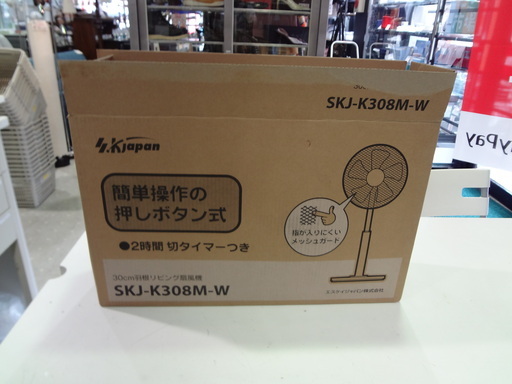 SKJ-K308M-W
S.Kjapan
簡単操作の
押しボタン式
●2時間 切タイマーつき
指が入りにくい
メッシュガード
30cm羽根リビング扇風機
SKJ-K308M-W
エスケイジャパン株式会社
yPay